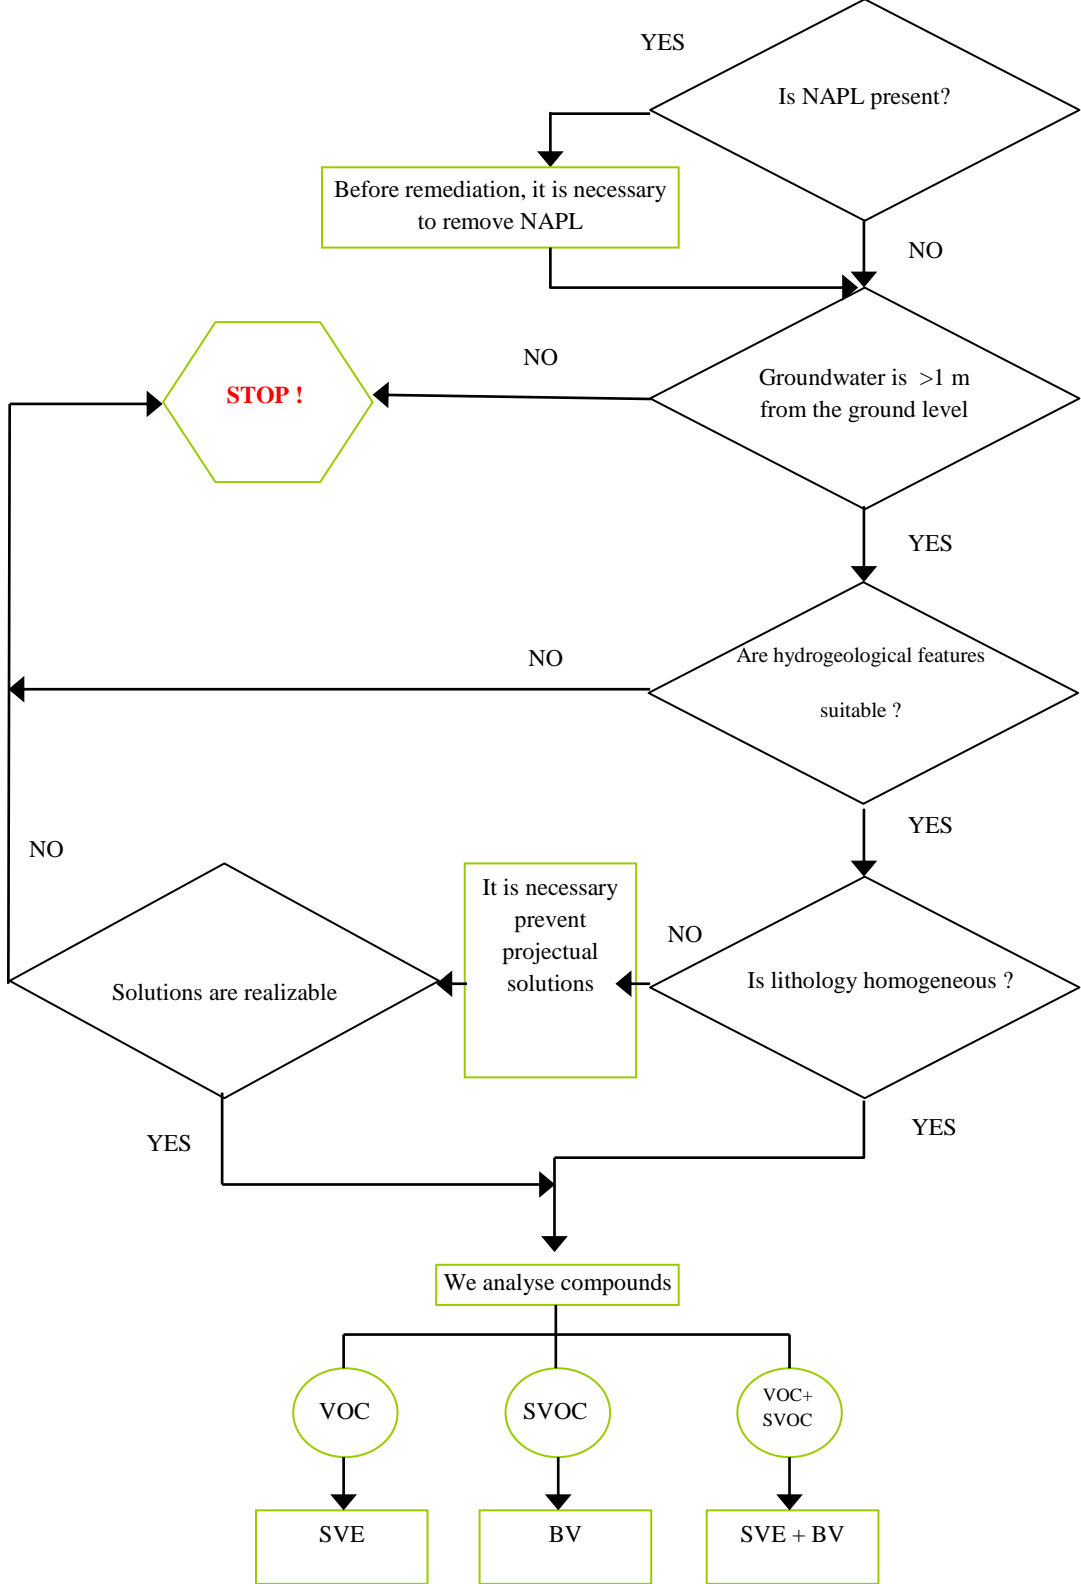 YES
Is NAPL present?
Before remediation, it is necessary
to remove NAPL
NO
NO
STOP !
Groundwater is  >1 m
from the ground level
YES
NO
Are hydrogeological features
suitable ?
YES
NO
It is necessary
prevent
projectual
solutions
NO
Is lithology homogeneous ?
Solutions are realizable
YES
YES
We analyse compounds
VOC
SVOC
VOC+
SVOC
SVE
BV
SVE + BV